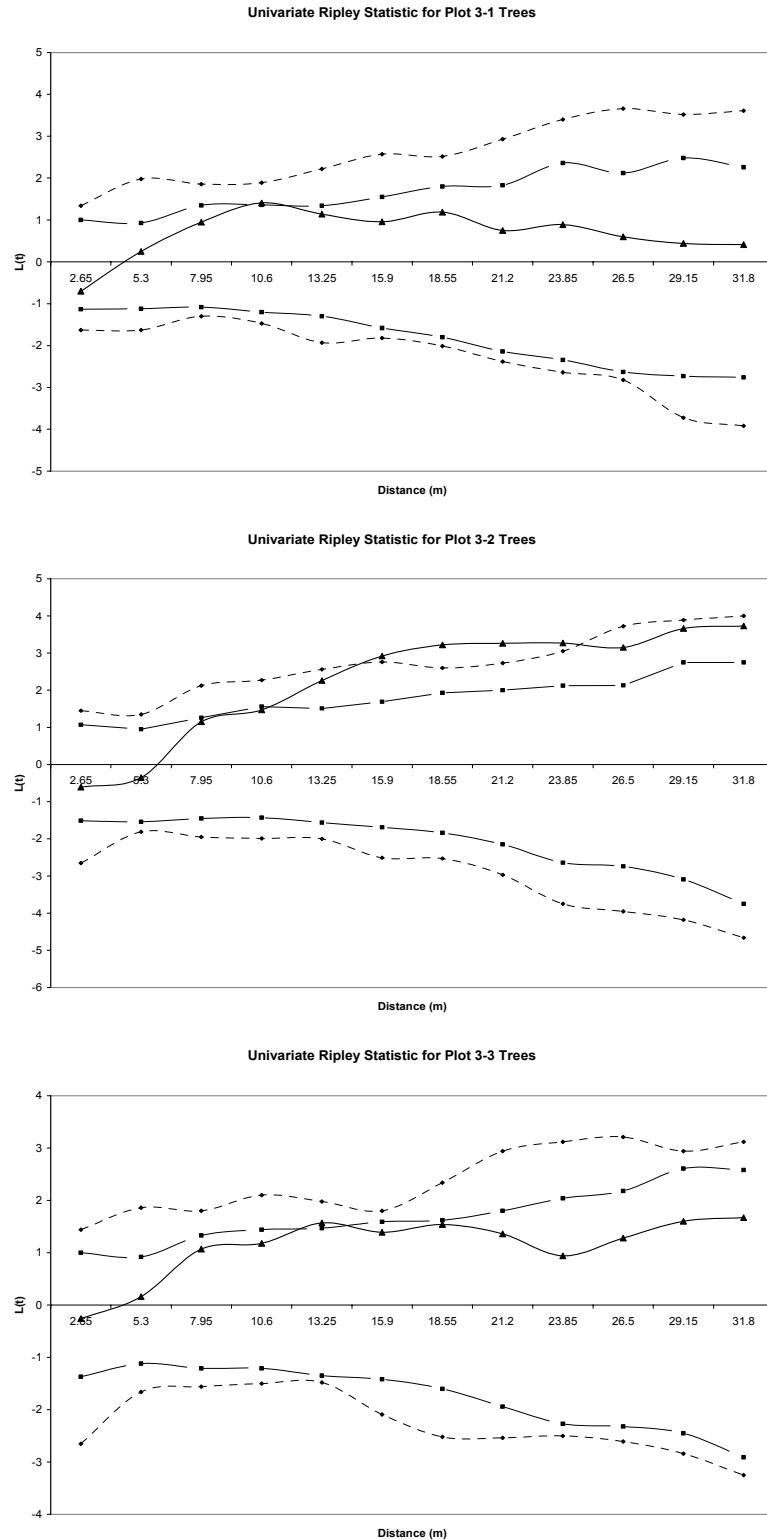 Univariate Ripley Statistic for Plot 3-1 Trees
5
4
3
2
1
0
-1
-2
-3
-4
-5
L(t)
2.65 5.3 7.95 10.6 13.25 15.9 18.55 21.2 23.85 26.5 29.15 31.8
Distance (m)
Univariate Ripley Statistic for Plot 3-2 Trees
5
4
3
2
1
0
-1
-2
-3
-4
-5
-6
L(t)
2.65 5.3 7.95 10.6 13.25 15.9 18.55 21.2 23.85 26.5 29.15 31.8
Distance (m)
Univariate Ripley Statistic for Plot 3-3 Trees
4
3
2
1
0
-1
-2
-3
-4
L(t)
2.65 5.3 7.95 10.6 13.25 15.9 18.55 21.2 23.85 26.5 29.15 31.8
Distance (m)